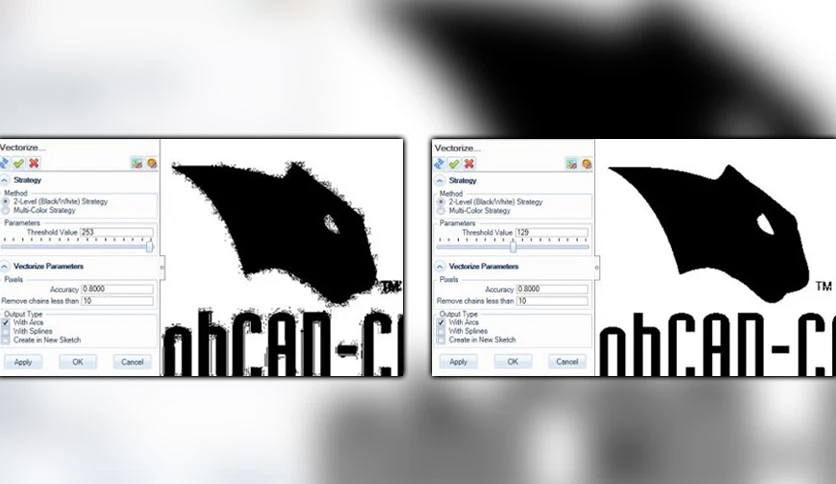 Vectorize...
Strategy
Method
2-Level (Black/White) Strategy
Multi-Color Strategy
Parameters
Threshold Value 253
Vectorize Parameters
Pixels
Accuracy 0.8000
Remove chains less than 10
Output Type
With Arcs
With Splines
Create in New Sketch
Apply OK Cancel
TM
obCAD-C
Vectorize...
Strategy
Method
2-Level (Black/White) Strategy
Multi-Color Strategy
Parameters
Threshold Value 129
Vectorize Parameters
Pixels
Accuracy 0.8000
Remove chains less than 10
Output Type
With Arcs
With Splines
Create in New Sketch
Apply OK Cancel
TM
obCAD-C